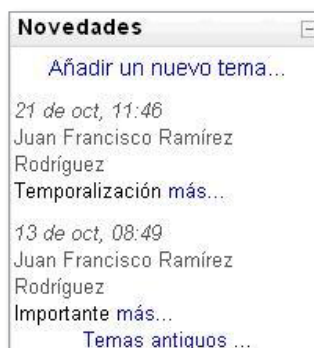 Novedades
Añadir un nuevo tema...
21 de oct, 11:46
Juan Francisco Ramírez
Rodríguez
Temporalización más...
13 de oct, 08:49
Juan Francisco Ramírez
Rodríguez
Importante más...
Temas antiguos ...